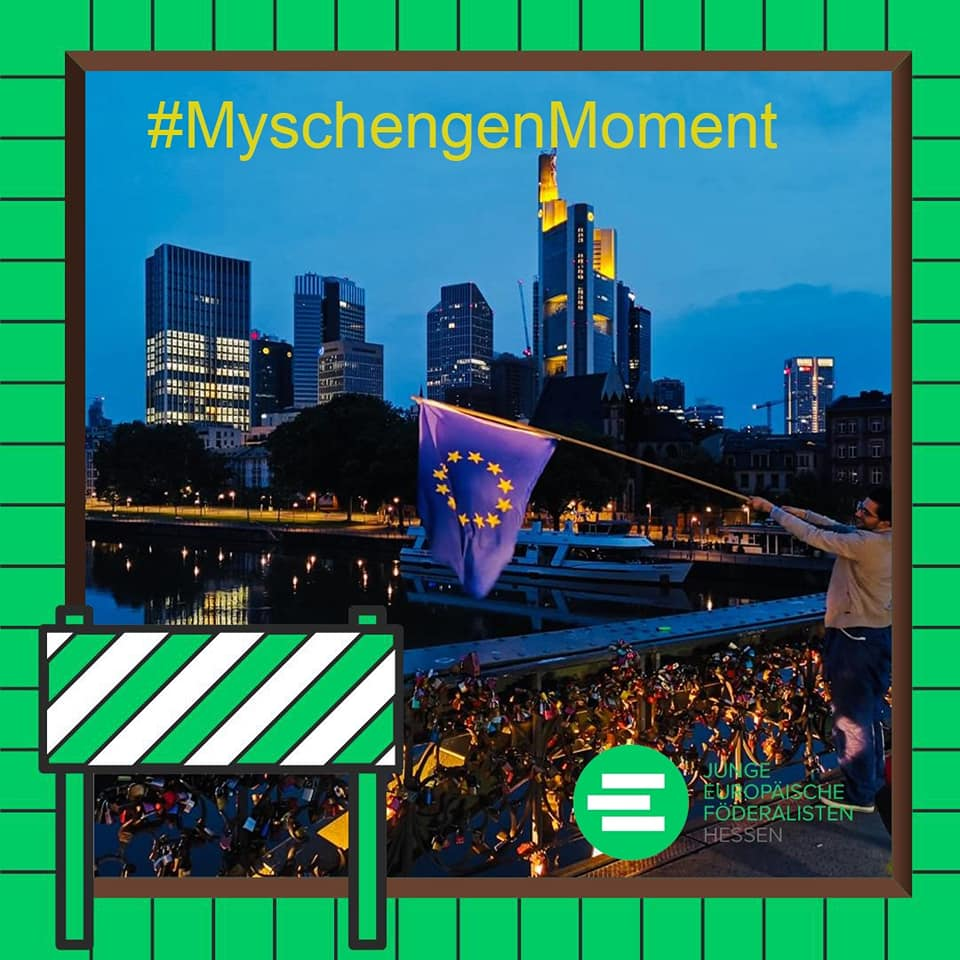 #MyschengenMoment
JUNGE
EUROPÄISCHE
FÖDERALISTEN
HESSEN